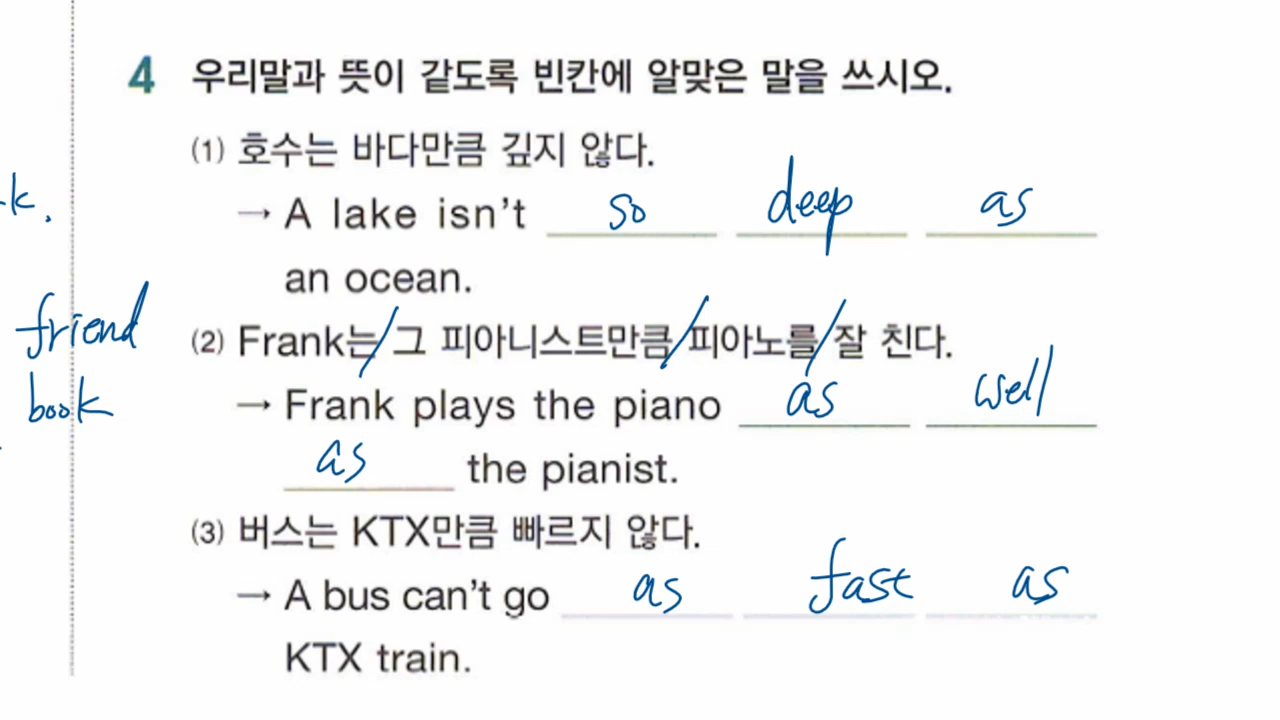 4 우리말과 뜻이 같도록 빈칸에 알맞은 말을 쓰시오.
(1) 호수는 바다만큼 깊지 않다.
k.
→ A lake isn't so deep as
an ocean.
friend
(2) Frank는/그 피아니스트만큼/피아노를/잘 친다.
book
→ Frank plays the piano as well
as the pianist.
(3) 버스는 KTX만큼 빠르지 않다.
→ A bus can't go as fast as
KTX train.